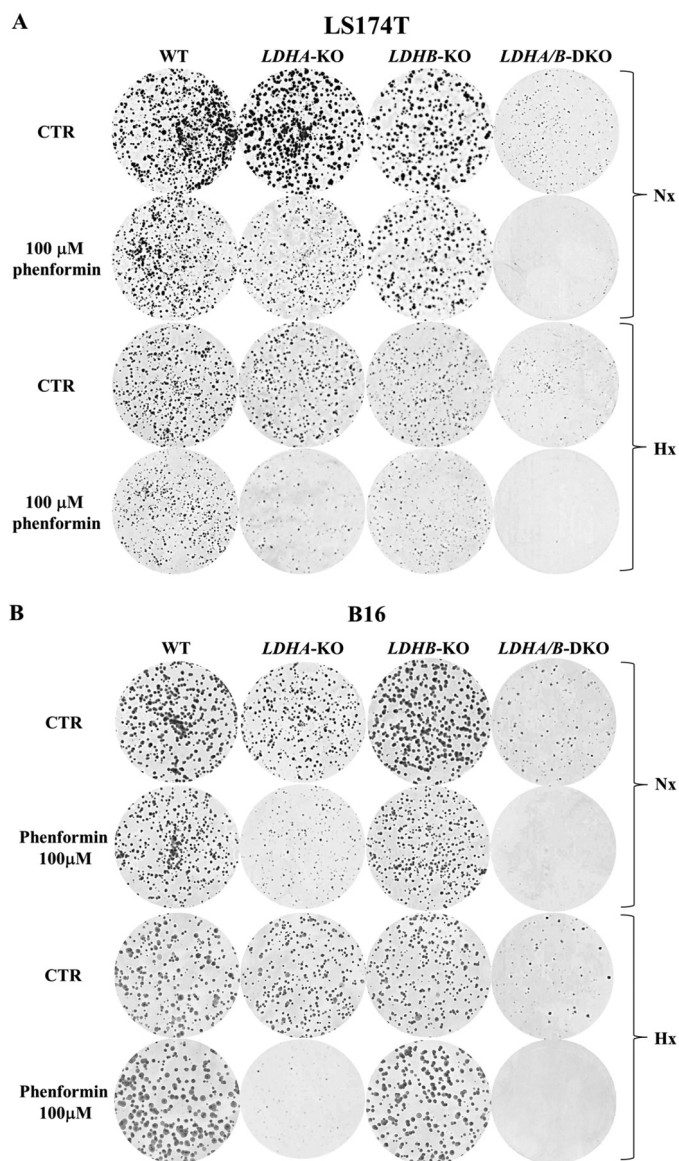 A
LS174T
WT LDHA-KO LDHB-KO LDHA/B-DKO
CTR
Nx
100 μM
phenformin
CTR
Hx
100 μM
phenformin
B
B16
WT LDHA-KO LDHB-KO LDHA/B-DKO
CTR
Nx
Phenformin
100μM
CTR
Hx
Phenformin
100μM